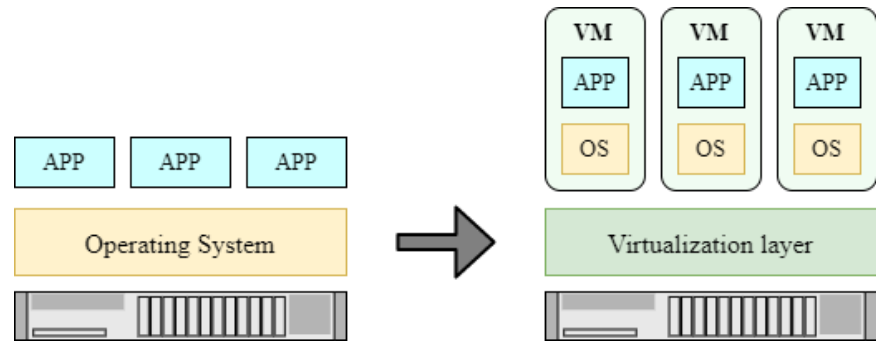 VM VM VM
APP APP APP
OS OS OS
APP APP APP
Operating System
Virtualization layer